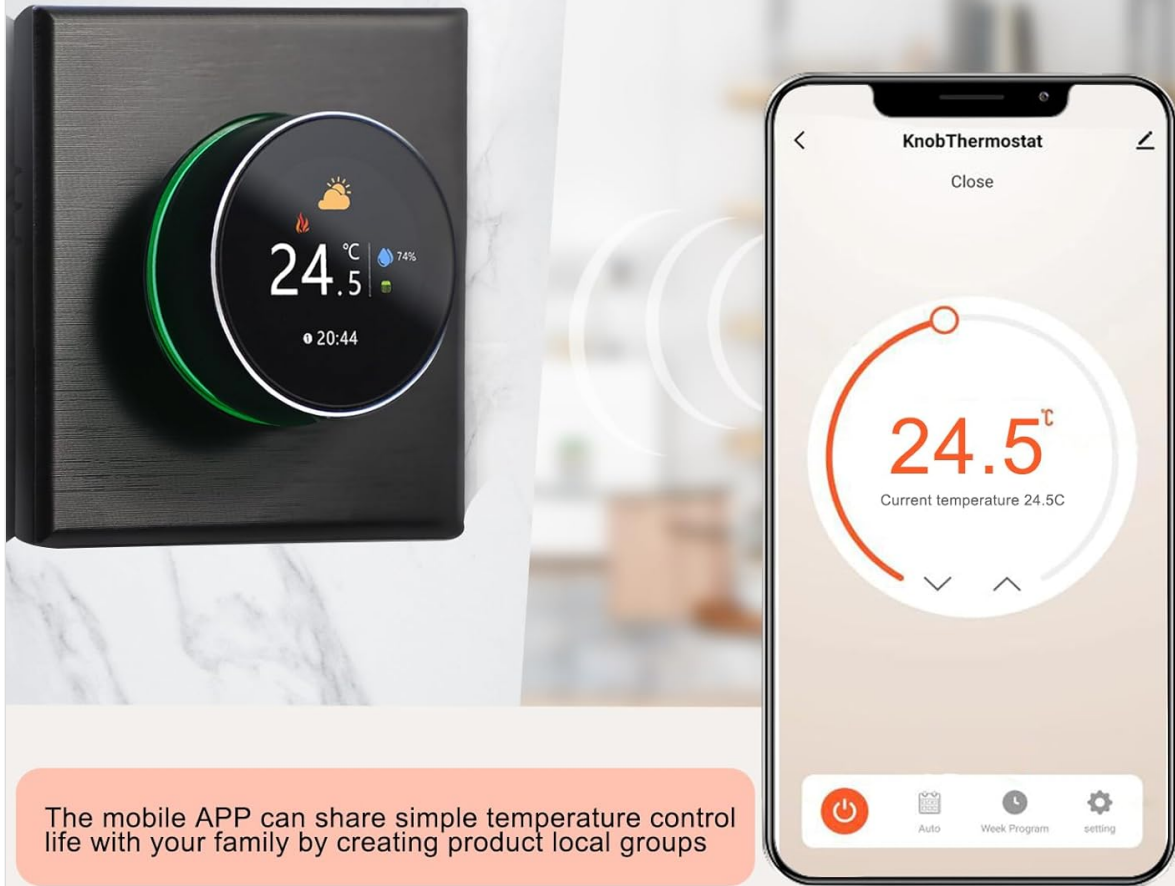 24.5 °C
74%
❶ 20:44
KnobThermostat
Close
24.5 ℃
Current temperature 24.5C
Auto
Week Program
setting
The mobile APP can share simple temperature control
life with your family by creating product local groups